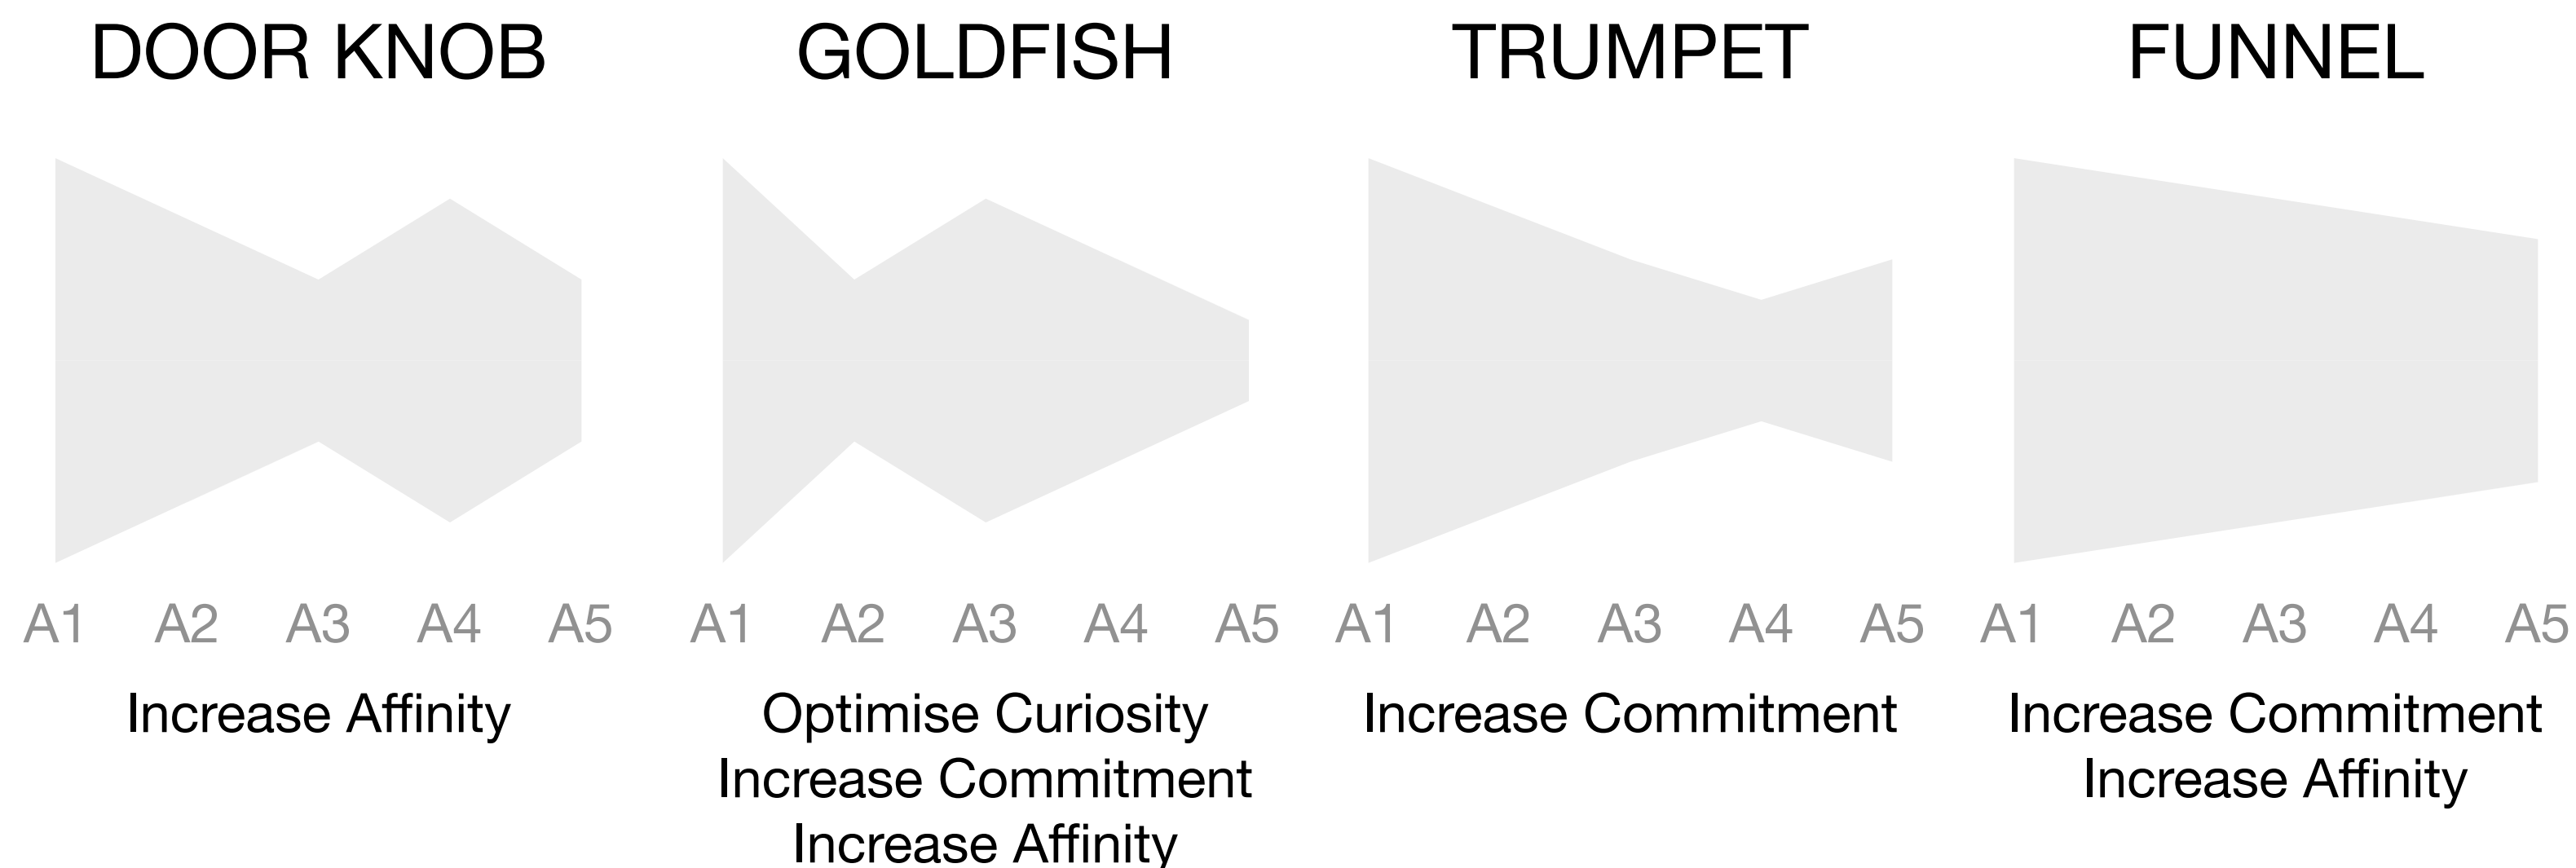 DOOR KNOB
A1 A2 A3 A4 A5
Increase Affinity
GOLDFISH
A1 A2 A3 A4 A5
Optimise Curiosity
Increase Commitment
Increase Affinity
TRUMPET
A1 A2 A3 A4 A5
Increase Commitment
FUNNEL
A1 A2 A3 A4 A5
Increase Commitment
Increase Affinity